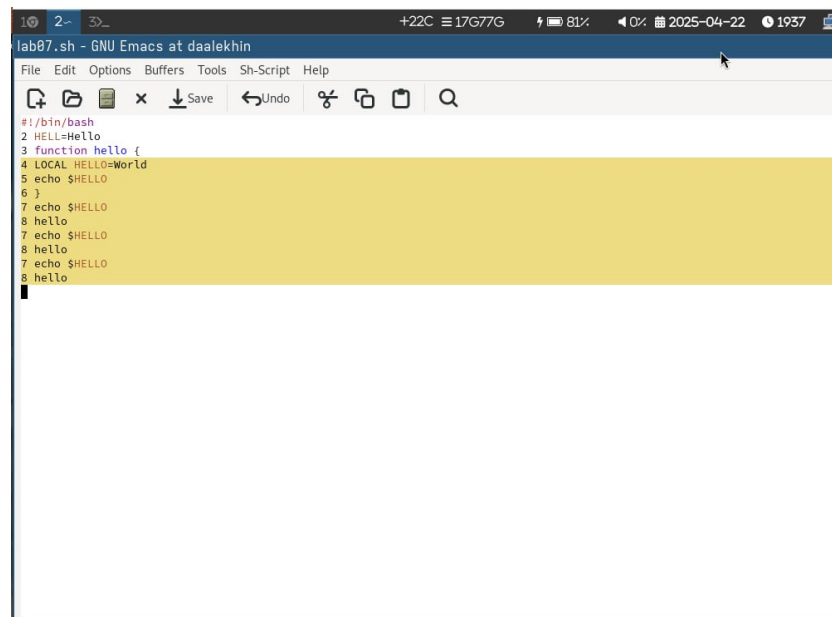 1 2 3 +22C 17G77G 81% 0% 2025-04-22 1937
lab07.sh - GNU Emacs at daalekhin
File Edit Options Buffers Tools Sh-Script Help
Save Undo
#!/bin/bash
2 HELL=Hello
3 function hello {
4 LOCAL HELLO=World
5 echo $HELLO
6 }
7 echo $HELLO
8 hello
7 echo $HELLO
8 hello
7 echo $HELLO
8 hello